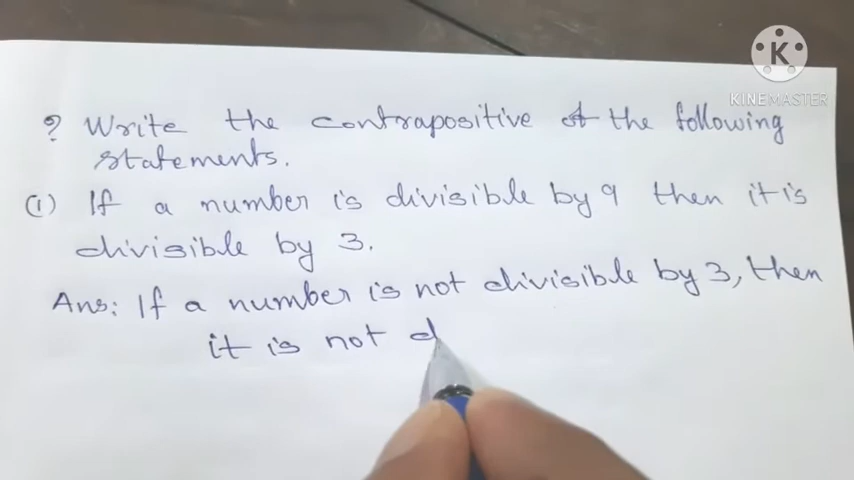 K
KINEMASTER
? Write the contrapositive of the following
statements.
(1) If a number is divisible by 9 then it is
divisible by 3.
Ans: If a number is not divisible by 3, then
it is not d